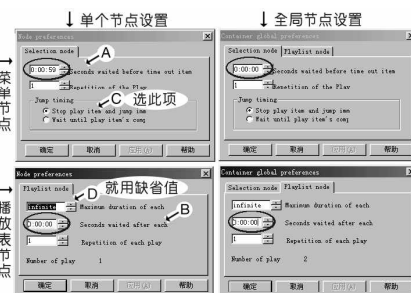 ↓ 单个节点设置
↓ 全局节点设置
菜单节点
Node preferences
Selection node
0:00:59
Seconds waited before time out item
A
1
Repetition of the Play
Jump timing
C 选此项
Stop play item and jump imm
Wait until play item's comp
确定 取消 应用(A) 帮助
Container global preferences
Selection node Playlist node
0:00:00
Seconds waited before time out item
1
Repetition of the Play
Jump timing
Stop play item and jump imm
Wait until play item's comp
确定 取消 应用(A) 帮助
播放表节点
Node preferences
Playlist node
D 就用缺省值
infinite
Maximum duration of each
B
0:00:00
Seconds waited after each
1
Repetition of each play
Number of play 1
确定 取消 应用(A) 帮助
Container global preferences
Selection node Playlist node
infinite
Maximum duration of each
0:00:00
Seconds waited after each
1
Repetition of each play
Number of play 2
确定 取消 应用(A) 帮助